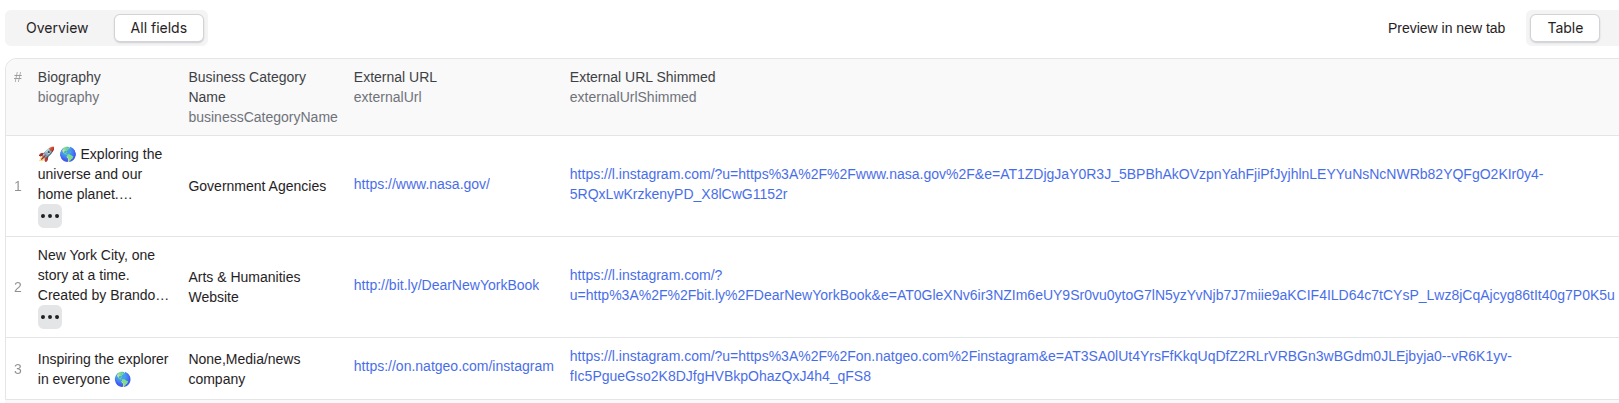 Overview All fields Preview in new tab Table
# Biography Business Category External URL External URL Shimmed
biography Name externalUrl externalUrlShimmed
businessCategoryName
1 🚀 🌎 Exploring the
universe and our
home planet.…
•••
Government Agencies
https://www.nasa.gov/
https://l.instagram.com/?u=https%3A%2F%2Fwww.nasa.gov%2F&e=AT1ZDjgJaY0R3J_5BPBhAkOVzpnYahFjiPfJyjhlnLEYYuNsNcNWRb82YQFgO2KIr0y4-
5RQxLwKrzkenyPD_X8lCwG1152r
2 New York City, one
story at a time.
Created by Brando…
•••
Arts & Humanities
Website
http://bit.ly/DearNewYorkBook
https://l.instagram.com/?
u=http%3A%2F%2Fbit.ly%2FDearNewYorkBook&e=AT0GleXNv6ir3NZIm6eUY9Sr0vu0ytoG7lN5yzYvNjb7J7miie9aKCIF4ILD64c7tCYsP_Lwz8jCqAjcyg86tIt40g7P0K5u
3 Inspiring the explorer
in everyone 🌎
None,Media/news
company
https://on.natgeo.com/instagram
https://l.instagram.com/?u=https%3A%2F%2Fon.natgeo.com%2Finstagram&e=AT3SA0lUt4YrsFfKkqUqDfZ2RLrVRBGn3wBGdm0JLEjbyja0--vR6K1yv-
fIc5PgueGso2K8DJfgHVBkpOhazQxJ4h4_qFS8